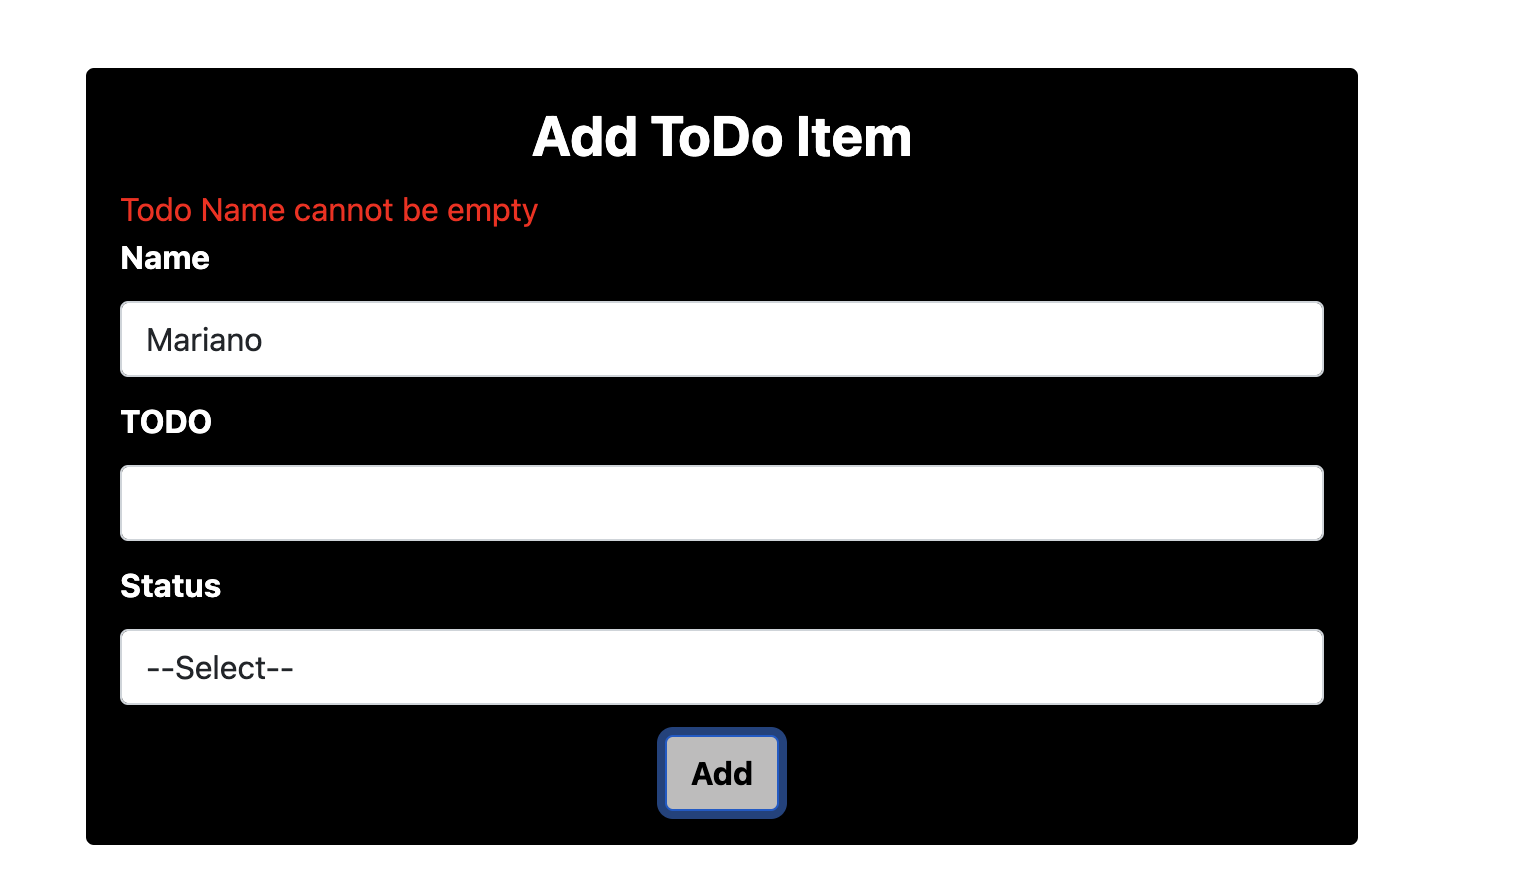 Add ToDo Item
Todo Name cannot be empty
Name
Mariano
TODO
Status
--Select--
Add